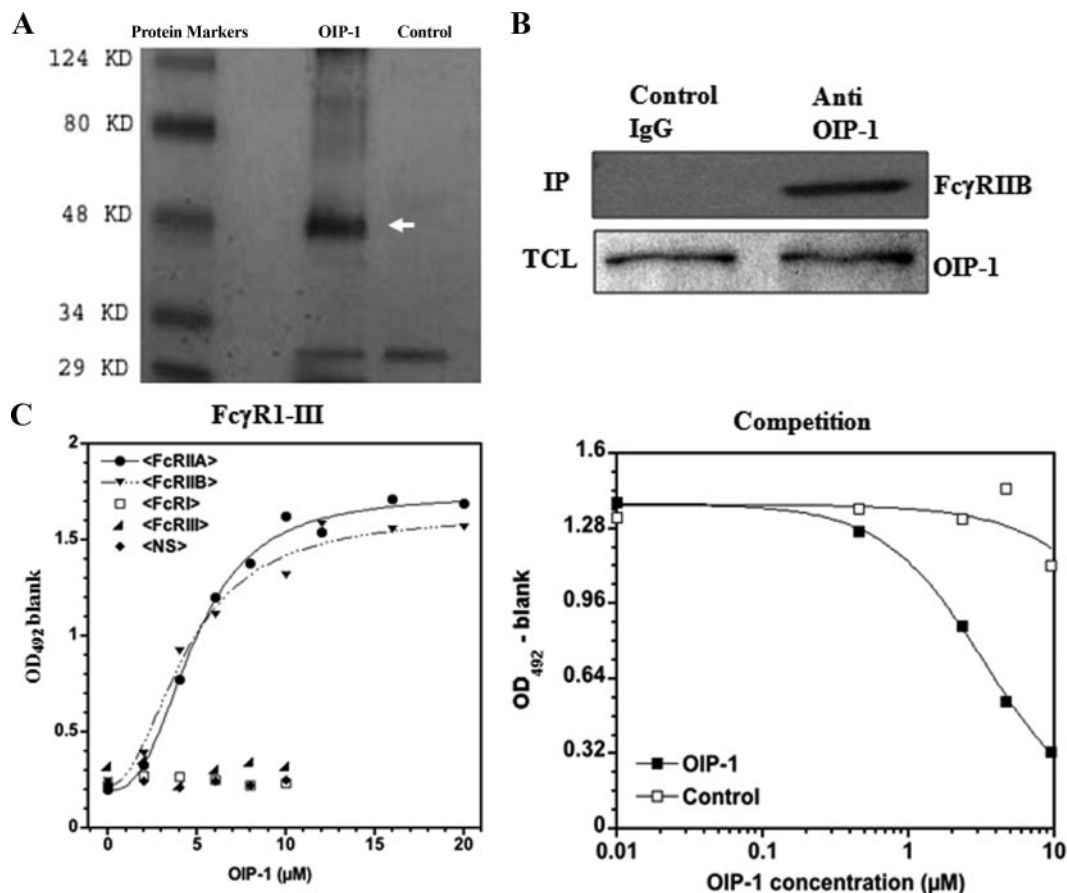 A
Protein Markers OIP-1 Control
124 KD
80 KD
48 KD
34 KD
29 KD
B
Control IgG
Anti OIP-1
IP
FcγRIIB
TCL
OIP-1
C
FcγR1-III
2
1.5
1
0.5
0
OD492 blank
<FcRIIA>
<FcRIIB>
<FcRI>
<FcRIII>
<NS>
0 5 10 15 20
OIP-1 (µM)
Competition
1.6
1.28
0.96
0.64
0.32
0
OD492 - blank
OIP-1
Control
0.01 0.1 1 10
OIP-1 concentration (µM)